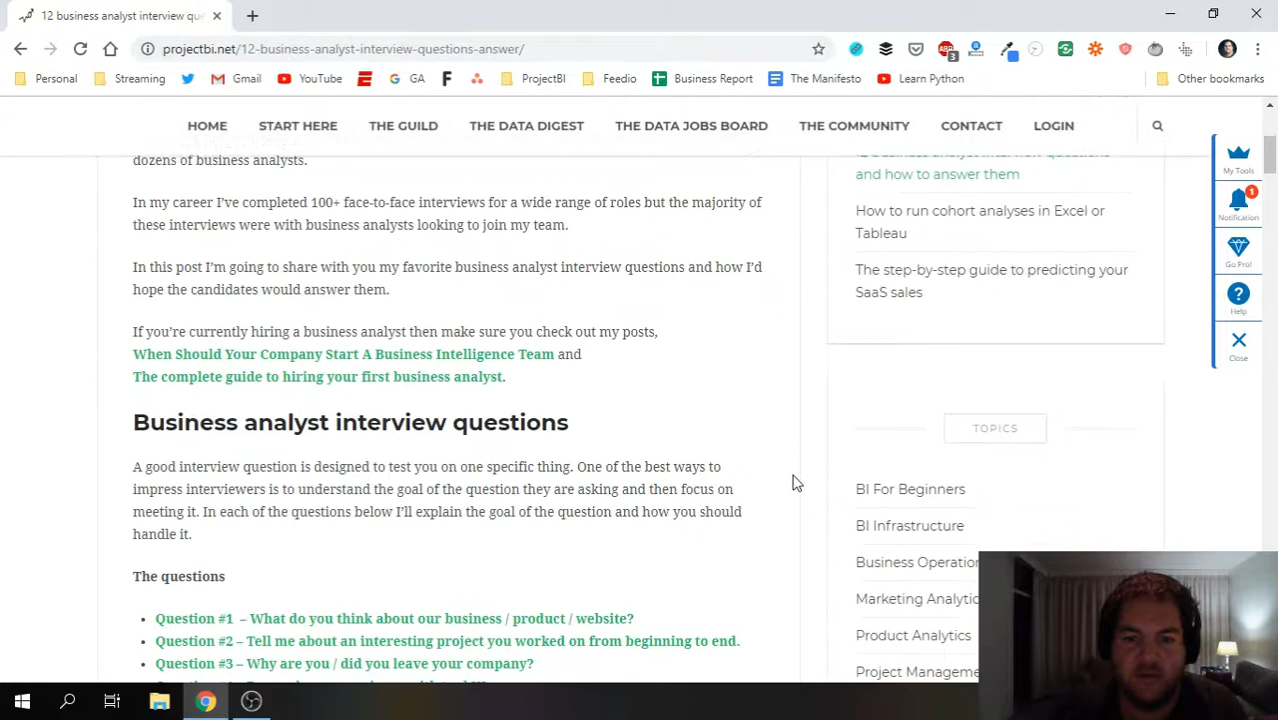 12 business analyst interview que
projectbi.net/12-business-analyst-interview-questions-answer/
3
Personal
Streaming
Gmail
YouTube
GA
ProjectBI
Feedio
Business Report
The Manifesto
Learn Python
Other bookmarks
HOME
START HERE
THE GUILD
THE DATA DIGEST
THE DATA JOBS BOARD
THE COMMUNITY
CONTACT
LOGIN
dozens of business analysts.
In my career I've completed 100+ face-to-face interviews for a wide range of roles but the majority of
these interviews were with business analysts looking to join my team.
In this post I'm going to share with you my favorite business analyst interview questions and how I'd
hope the candidates would answer them.
If you're currently hiring a business analyst then make sure you check out my posts,
When Should Your Company Start A Business Intelligence Team and
The complete guide to hiring your first business analyst.
Business analyst interview questions
A good interview question is designed to test you on one specific thing. One of the best ways to
impress interviewers is to understand the goal of the question they are asking and then focus on
meeting it. In each of the questions below I'll explain the goal of the question and how you should
handle it.
The questions
Question #1 – What do you think about our business / product / website?
Question #2 – Tell me about an interesting project you worked on from beginning to end.
Question #3 – Why are you / did you leave your company?
and how to answer them
How to run cohort analyses in Excel or
Tableau
The step-by-step guide to predicting your
SaaS sales
TOPICS
BI For Beginners
BI Infrastructure
Business Operation
Marketing Analytic
Product Analytics
Project Manageme
My Tools
1
Notification
Go Pro!
Help
Close